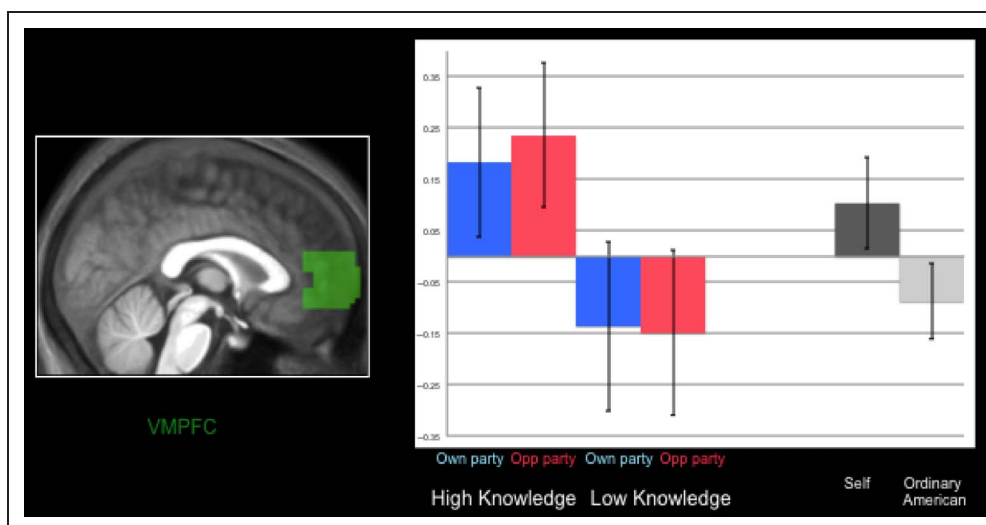 VMPFC
0.35
0.25
0.15
0.05
-0.05
-0.15
-0.25
-0.35
Own party Opp party Own party Opp party
High Knowledge Low Knowledge
Self
Ordinary
American